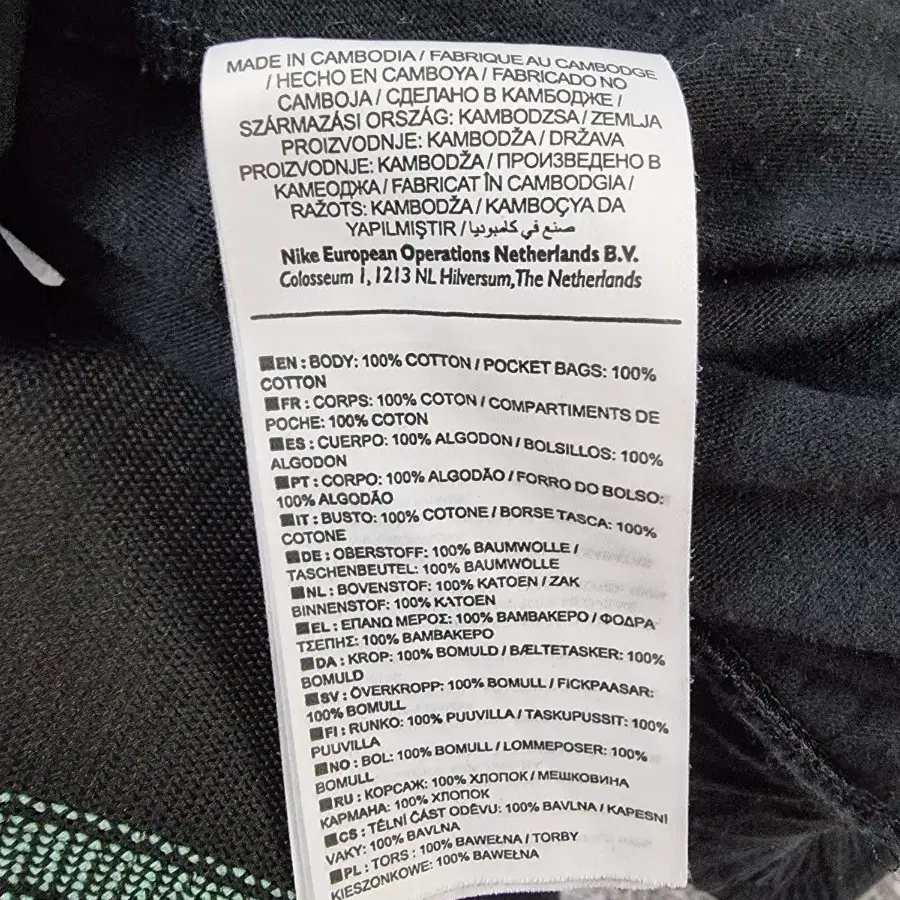 MADE IN CAMBODIA / FABRIQUE AU CAMBODGE
/ HECHO EN CAMBOYA / FABRICADO NO
CAMBOJA / СДЕЛАНО В КАМБОДЖЕ /
SZÁRMAZÁSI ORSZÁG: KAMBODZSA / ZEMLJA
PROIZVODNJE: KAMBODŽA / DRŽAVA
PROIZVODNJE: KAMBODŽA / ПРОИЗВЕДЕНО В
КАМЕОДЖА / FABRICAT ÎN CAMBODGIA /
RAŽOTS: KAMBODŽA / KAMBOÇYA DA
YAPILMIŞTIR / صنع في كامبوديا
Nike European Operations Netherlands B.V.
Colosseum 1, 1213 NL Hilversum, The Netherlands
EN : BODY: 100% COTTON / POCKET BAGS: 100%
COTTON
FR : CORPS: 100% COTON / COMPARTIMENTS DE
POCHE: 100% COTON
ES : CUERPO: 100% ALGODON / BOLSILLOS: 100%
ALGODON
PT : CORPO: 100% ALGODÃO / FORRO DO BOLSO:
100% ALGODÃO
IT : BUSTO: 100% COTONE / BORSE TASCA: 100%
COTONE
DE : OBERSTOFF: 100% BAUMWOLLE /
TASCHENBEUTEL: 100% BAUMWOLLE
NL : BOVENSTOF: 100% KATOEN / ZAK
BINNENSTOF: 100% KATOEN
EL : ΕΠΑΝΩ ΜΕΡΟΣ: 100% ΒΑΜΒΑΚΕΡΟ / ΦΟΔΡΑ
ΤΣΕΠΗΣ: 100% ΒΑΜΒΑΚΕΡΟ
DA : KROP: 100% BOMULD / BÆLTETASKER: 100%
BOMULD
SV : ÖVERKROPP: 100% BOMULL / FICKPAASAR:
100% BOMULL
FI : RUNKO: 100% PUUVILLA / TASKUPUSSIT: 100%
PUUVILLA
NO : BOL: 100% BOMULL / LOMMEPOSER: 100%
BOMULL
RU : КОРСАЖ: 100% ХЛОПОК / МЕШКОВИНА
КАРМАНА: 100% ХЛОПОК
CS : TĚLNÍ ČÁST ODĚVU: 100% BAVLNA / KAPESNÍ
VAKY: 100% BAVLNA
PL : TORS : 100% BAWEŁNA / TORBY
KIESZONKOWE: 100% BAWEŁNA